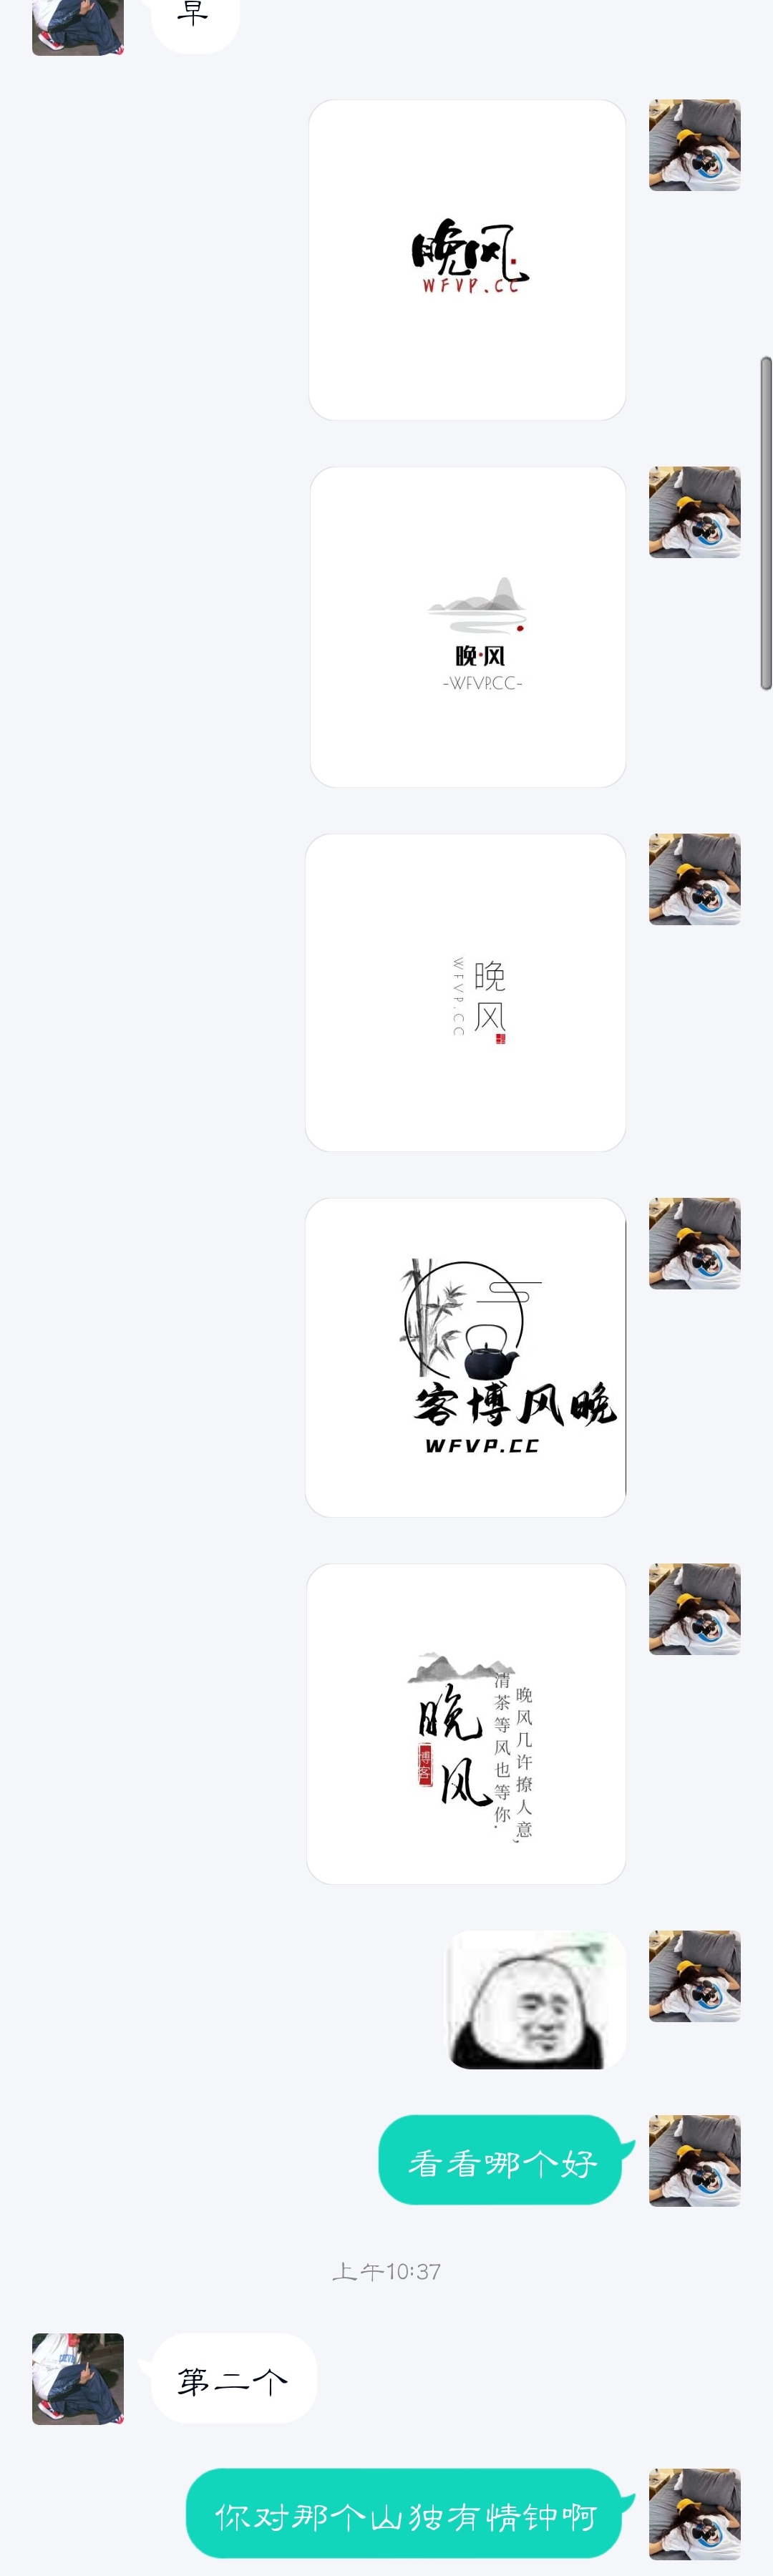 早
晚风
WFVP.CC
晚·风
-WFVP.CC-
晚风
WFVP.CC
客博风晚
WFVP.CC
晚风
博客
晚风几许撩人意,
清茶等风也等你.
看看哪个好
上午10:37
第二个
你对那个山独有情钟啊